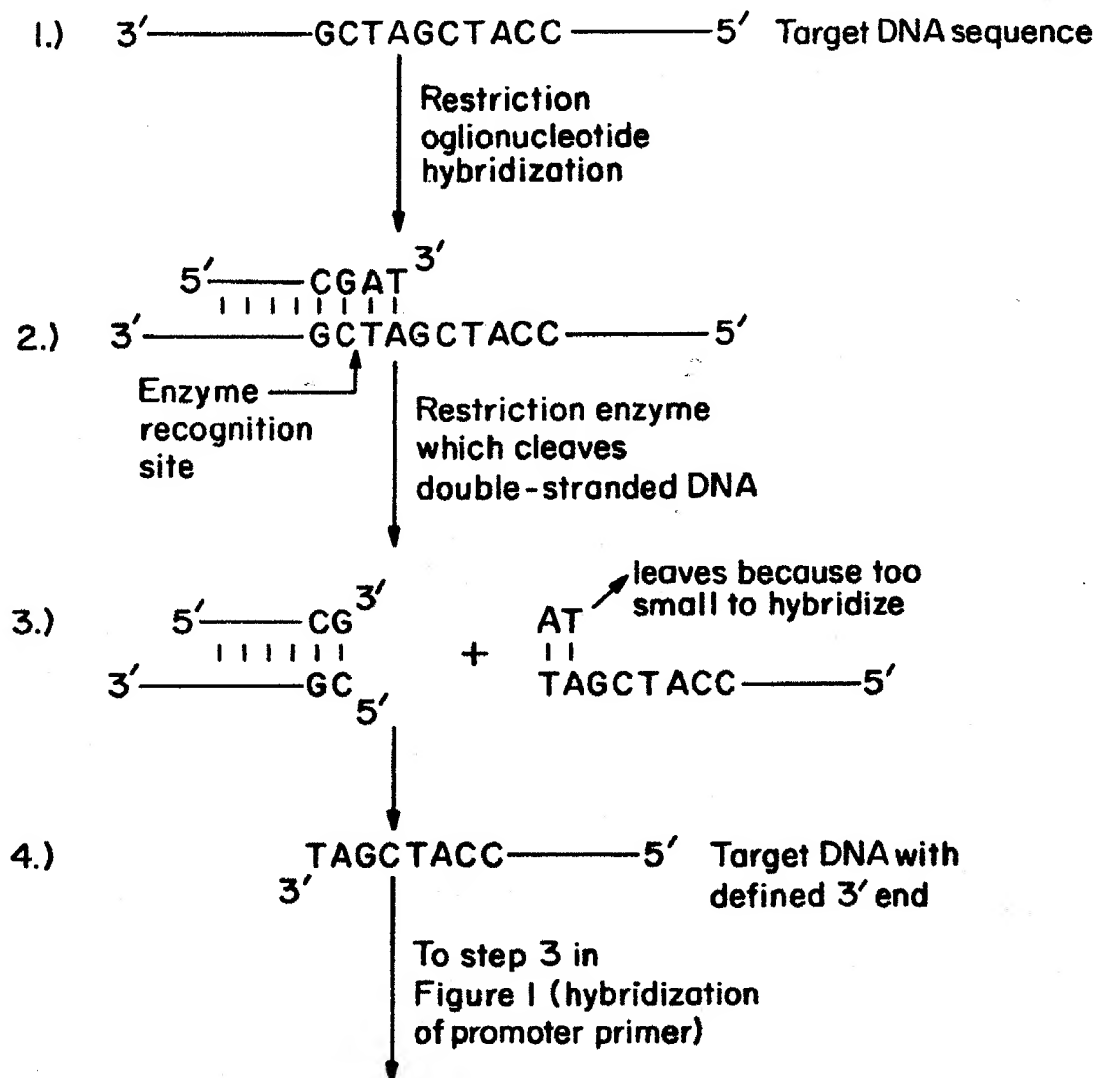 1.) 3′ GCTAGCTACC 5′ Target DNA sequence
Restriction
oglionucleotide
hybridization
5′ CGAT 3′
2.) 3′ GCTAGCTACC 5′
Enzyme
recognition
site
Restriction enzyme
which cleaves
double-stranded DNA
leaves because too
small to hybridize
3.) 5′ CG 3′ + AT
3′ GC 5′ TAGCTACC 5′
4.) 3′ TAGCTACC 5′ Target DNA with
defined 3′ end
To step 3 in
Figure 1 (hybridization
of promoter primer)